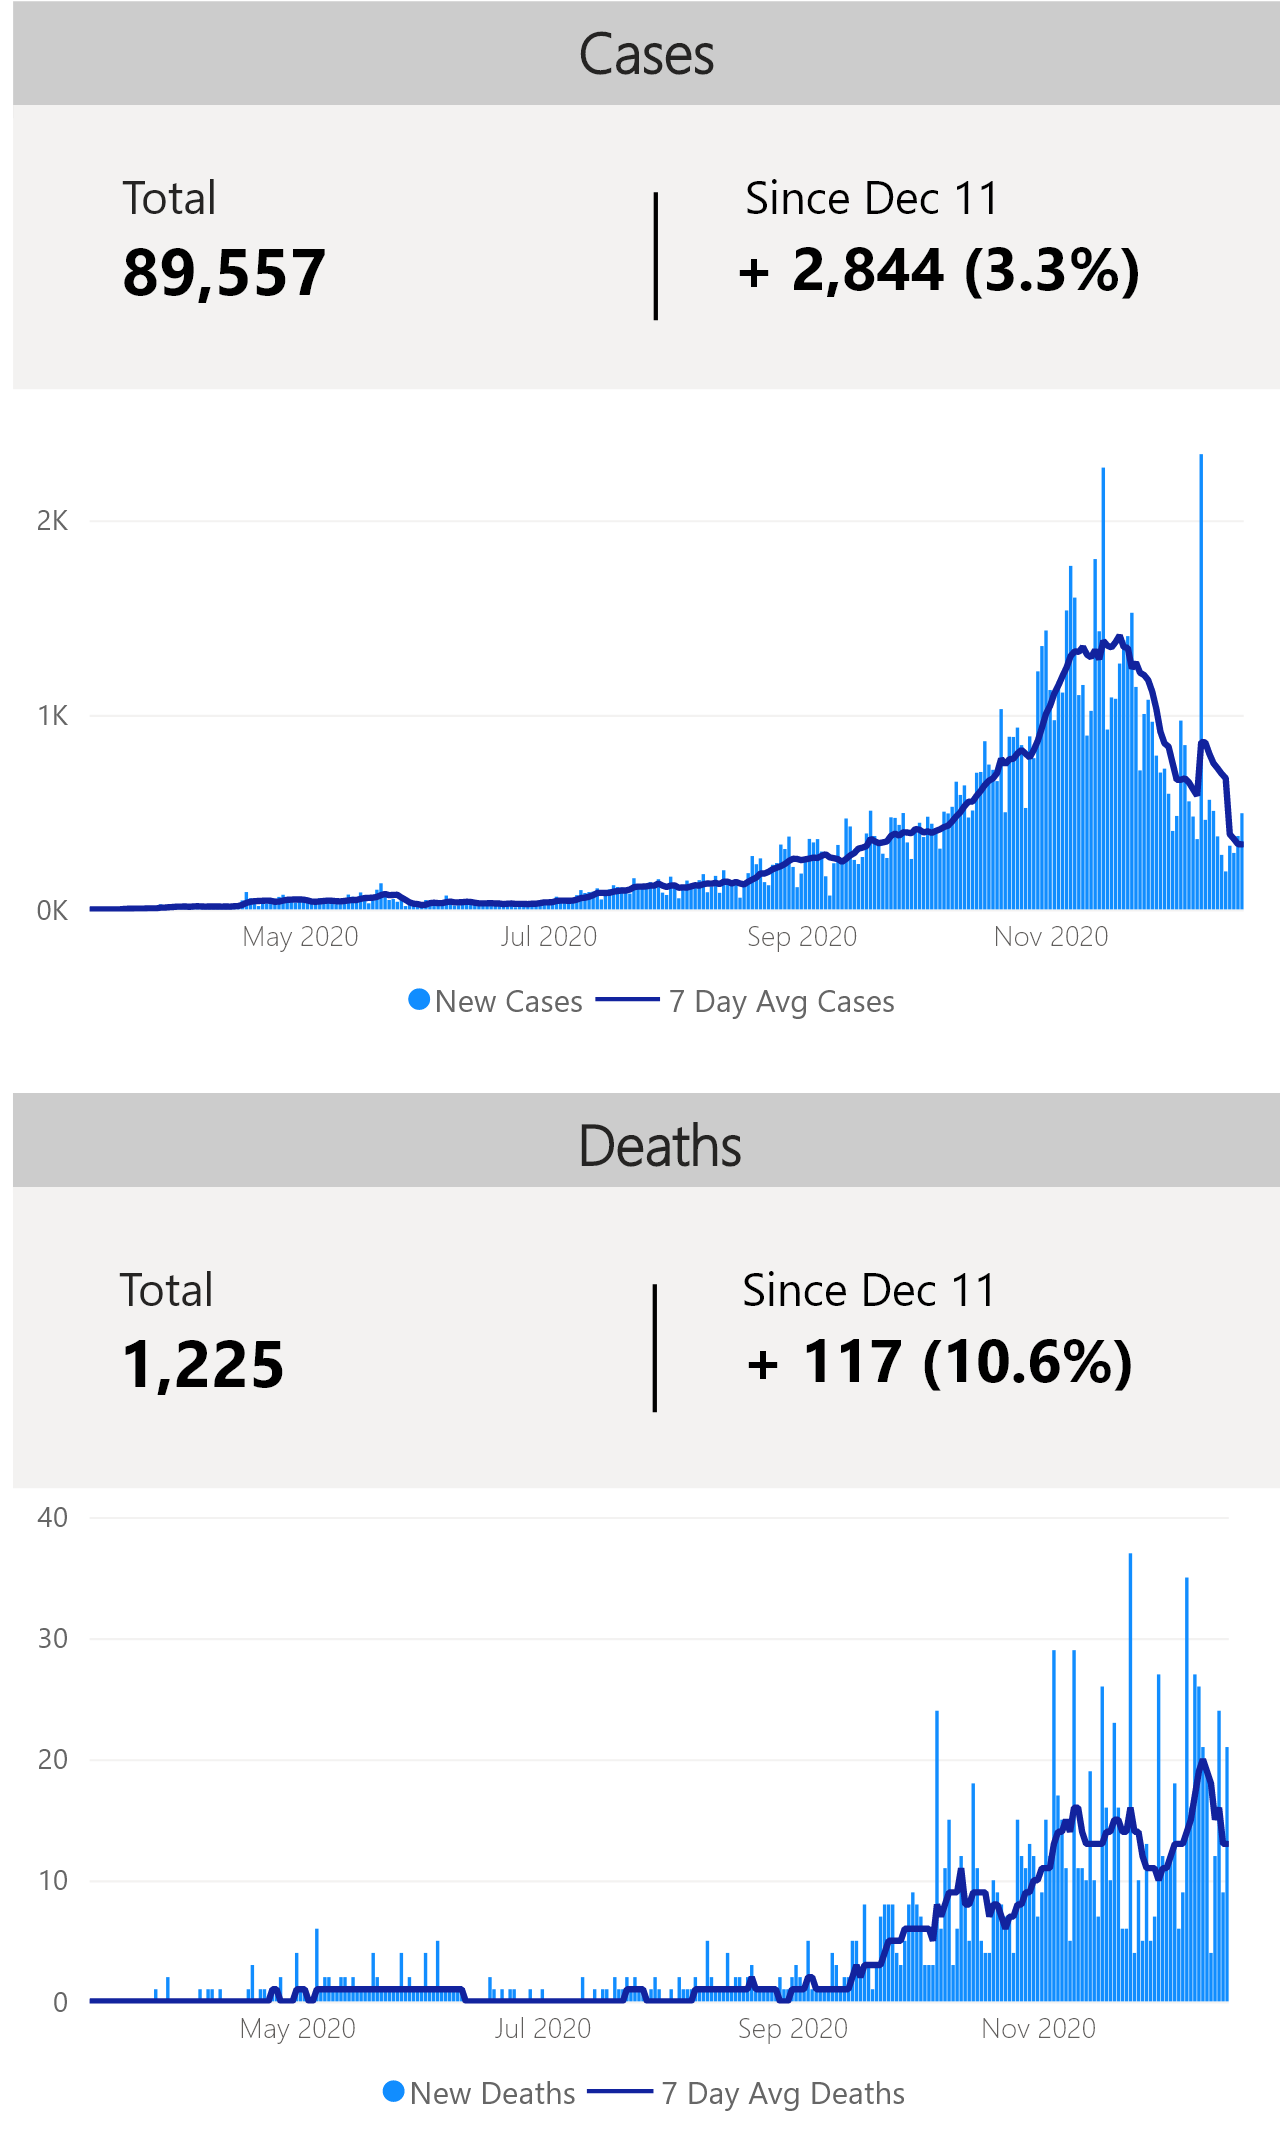 Cases
Total
Since Dec 11
89,557
+ 2,844 (3.3%)
2K
1K
0K
May 2020
Jul 2020
Sep 2020
Nov 2020
New Cases
7 Day Avg Cases
Deaths
Total
Since Dec 11
1,225
+ 117 (10.6%)
40
30
20
10
0
May 2020
Jul 2020
Sep 2020
Nov 2020
New Deaths
7 Day Avg Deaths